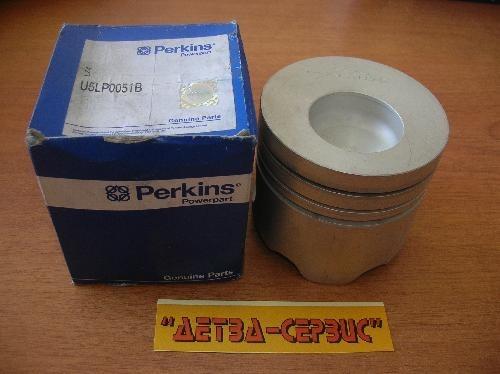 Perkins
Powerpart
U5LP0051B
Genuine Parts
Perkins
Powerpart
Genuine Parts
"ДЕТВА-СЕРВИС"